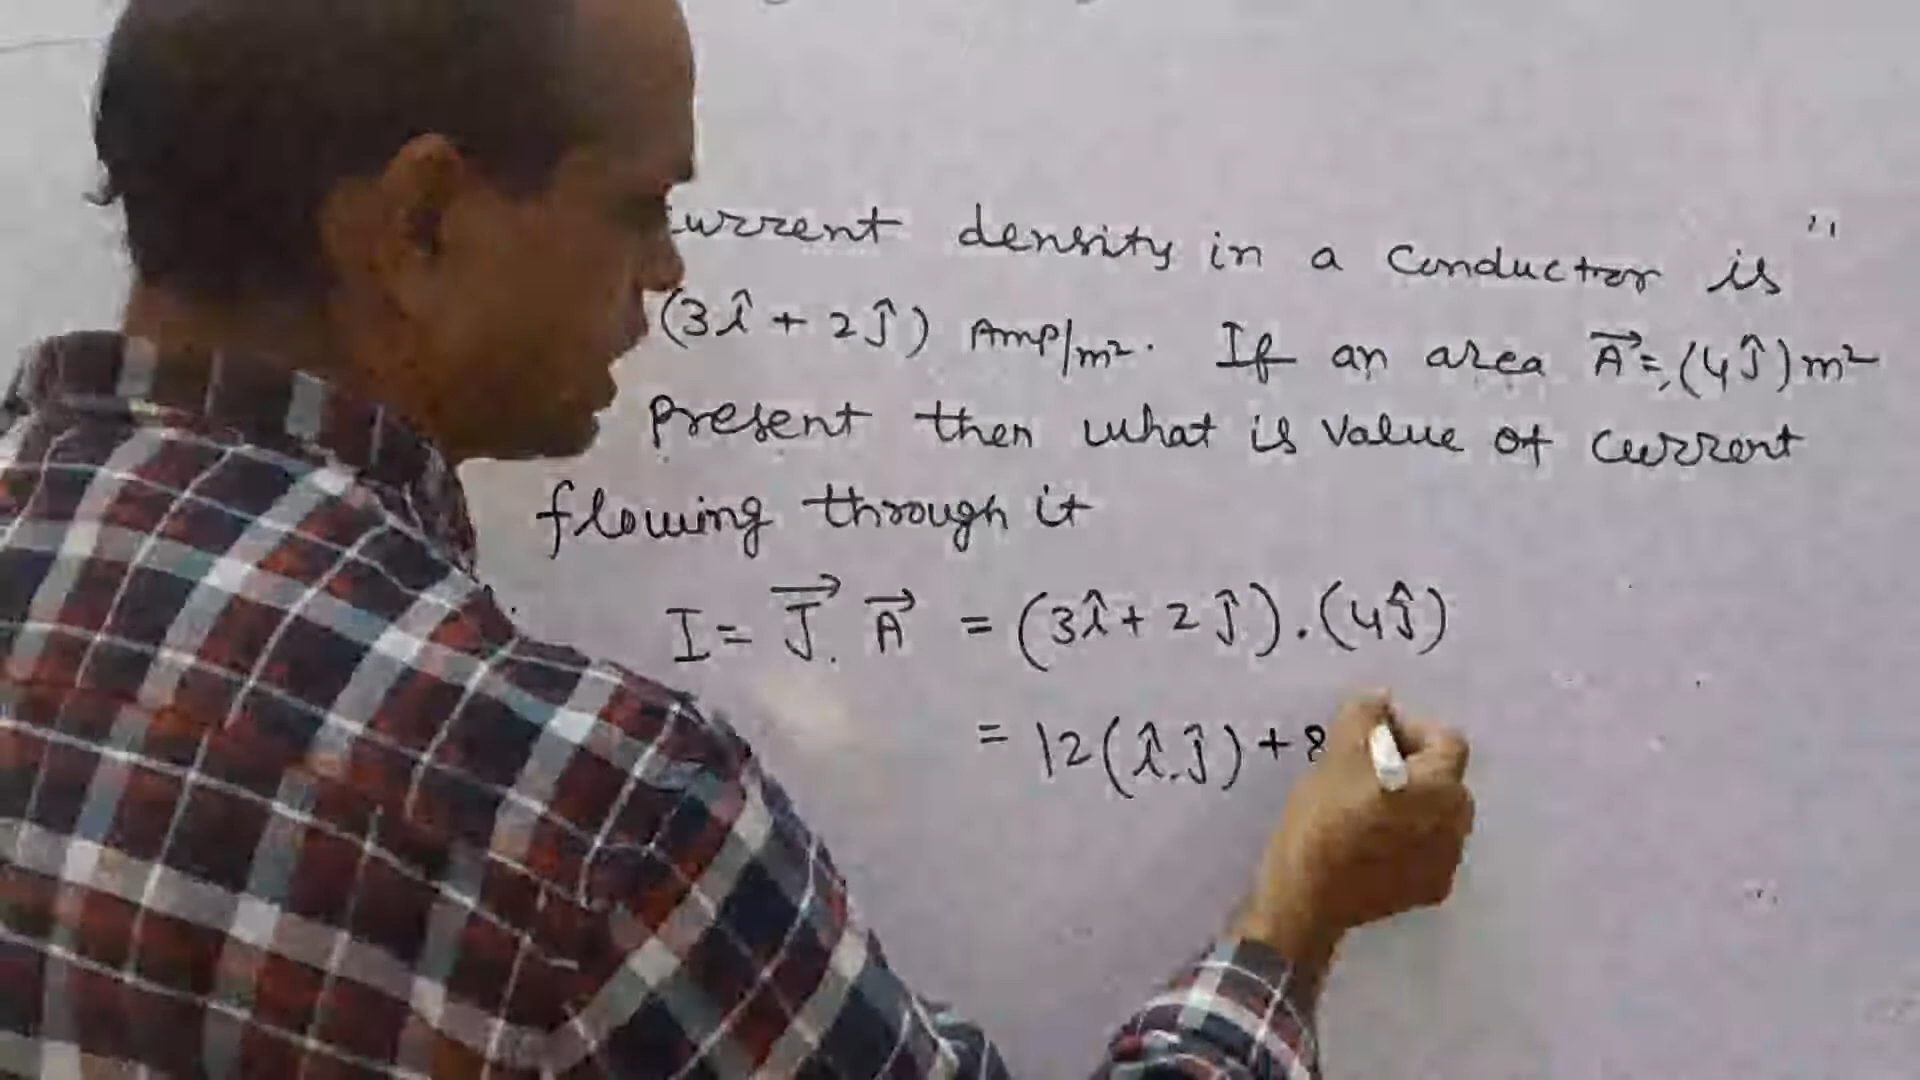 current density in a conductor is "
(3î + 2ĵ) Amp/m². If an area A⃗ = (4ĵ) m²
Present then what is value of current
flowing through it
I = J⃗ . A⃗ = (3î + 2ĵ) . (4ĵ)
= 12(î.ĵ) + 8